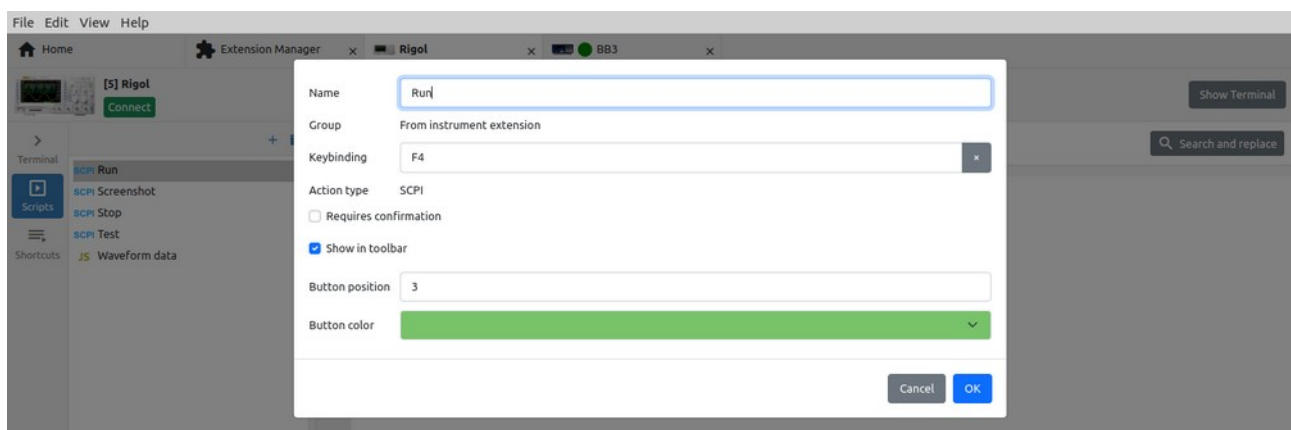 File Edit View Help
Home Extension Manager × Rigol × BB3 ×
[5] Rigol
Connect
Show Terminal
Name Run
Group From instrument extension
Keybinding F4 ×
Action type SCPI
Requires confirmation
Show in toolbar
Button position 3
Button color
Cancel OK
Terminal
Scripts
Shortcuts
+
SCPI Run
SCPI Screenshot
SCPI Stop
SCPI Test
JS Waveform data
Search and replace